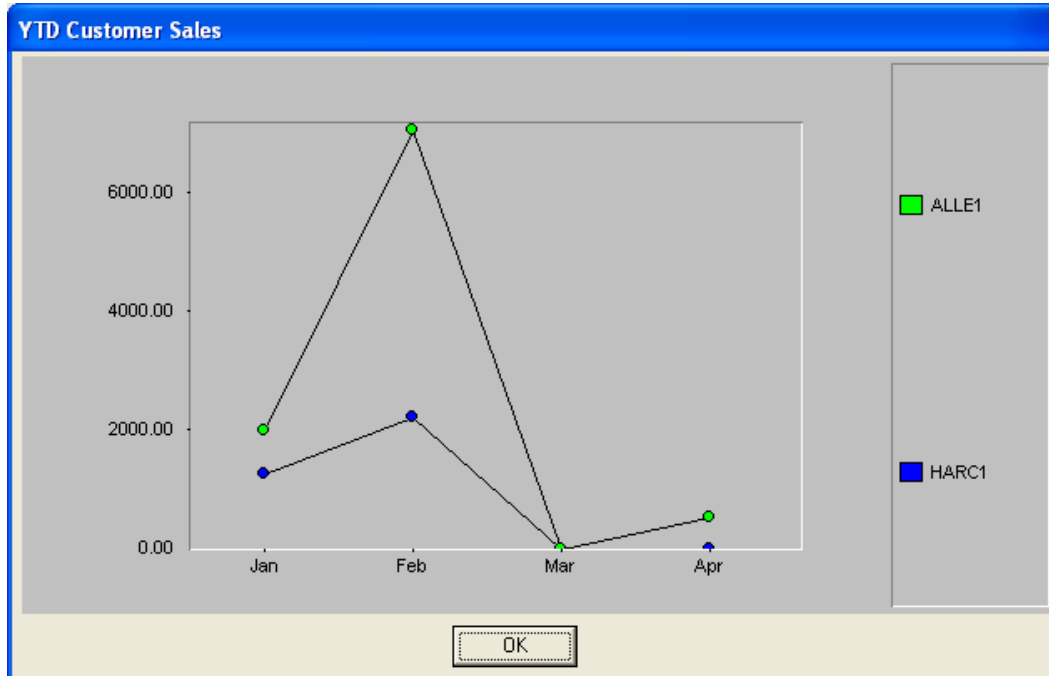 YTD Customer Sales
6000.00
4000.00
2000.00
0.00
Jan Feb Mar Apr
ALLE1
HARC1
OK